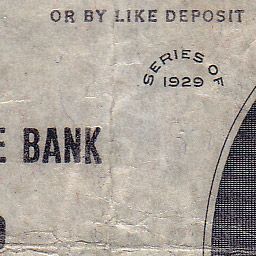 OR BY LIKE DEPOSIT
SERIES OF
1929
E BANK